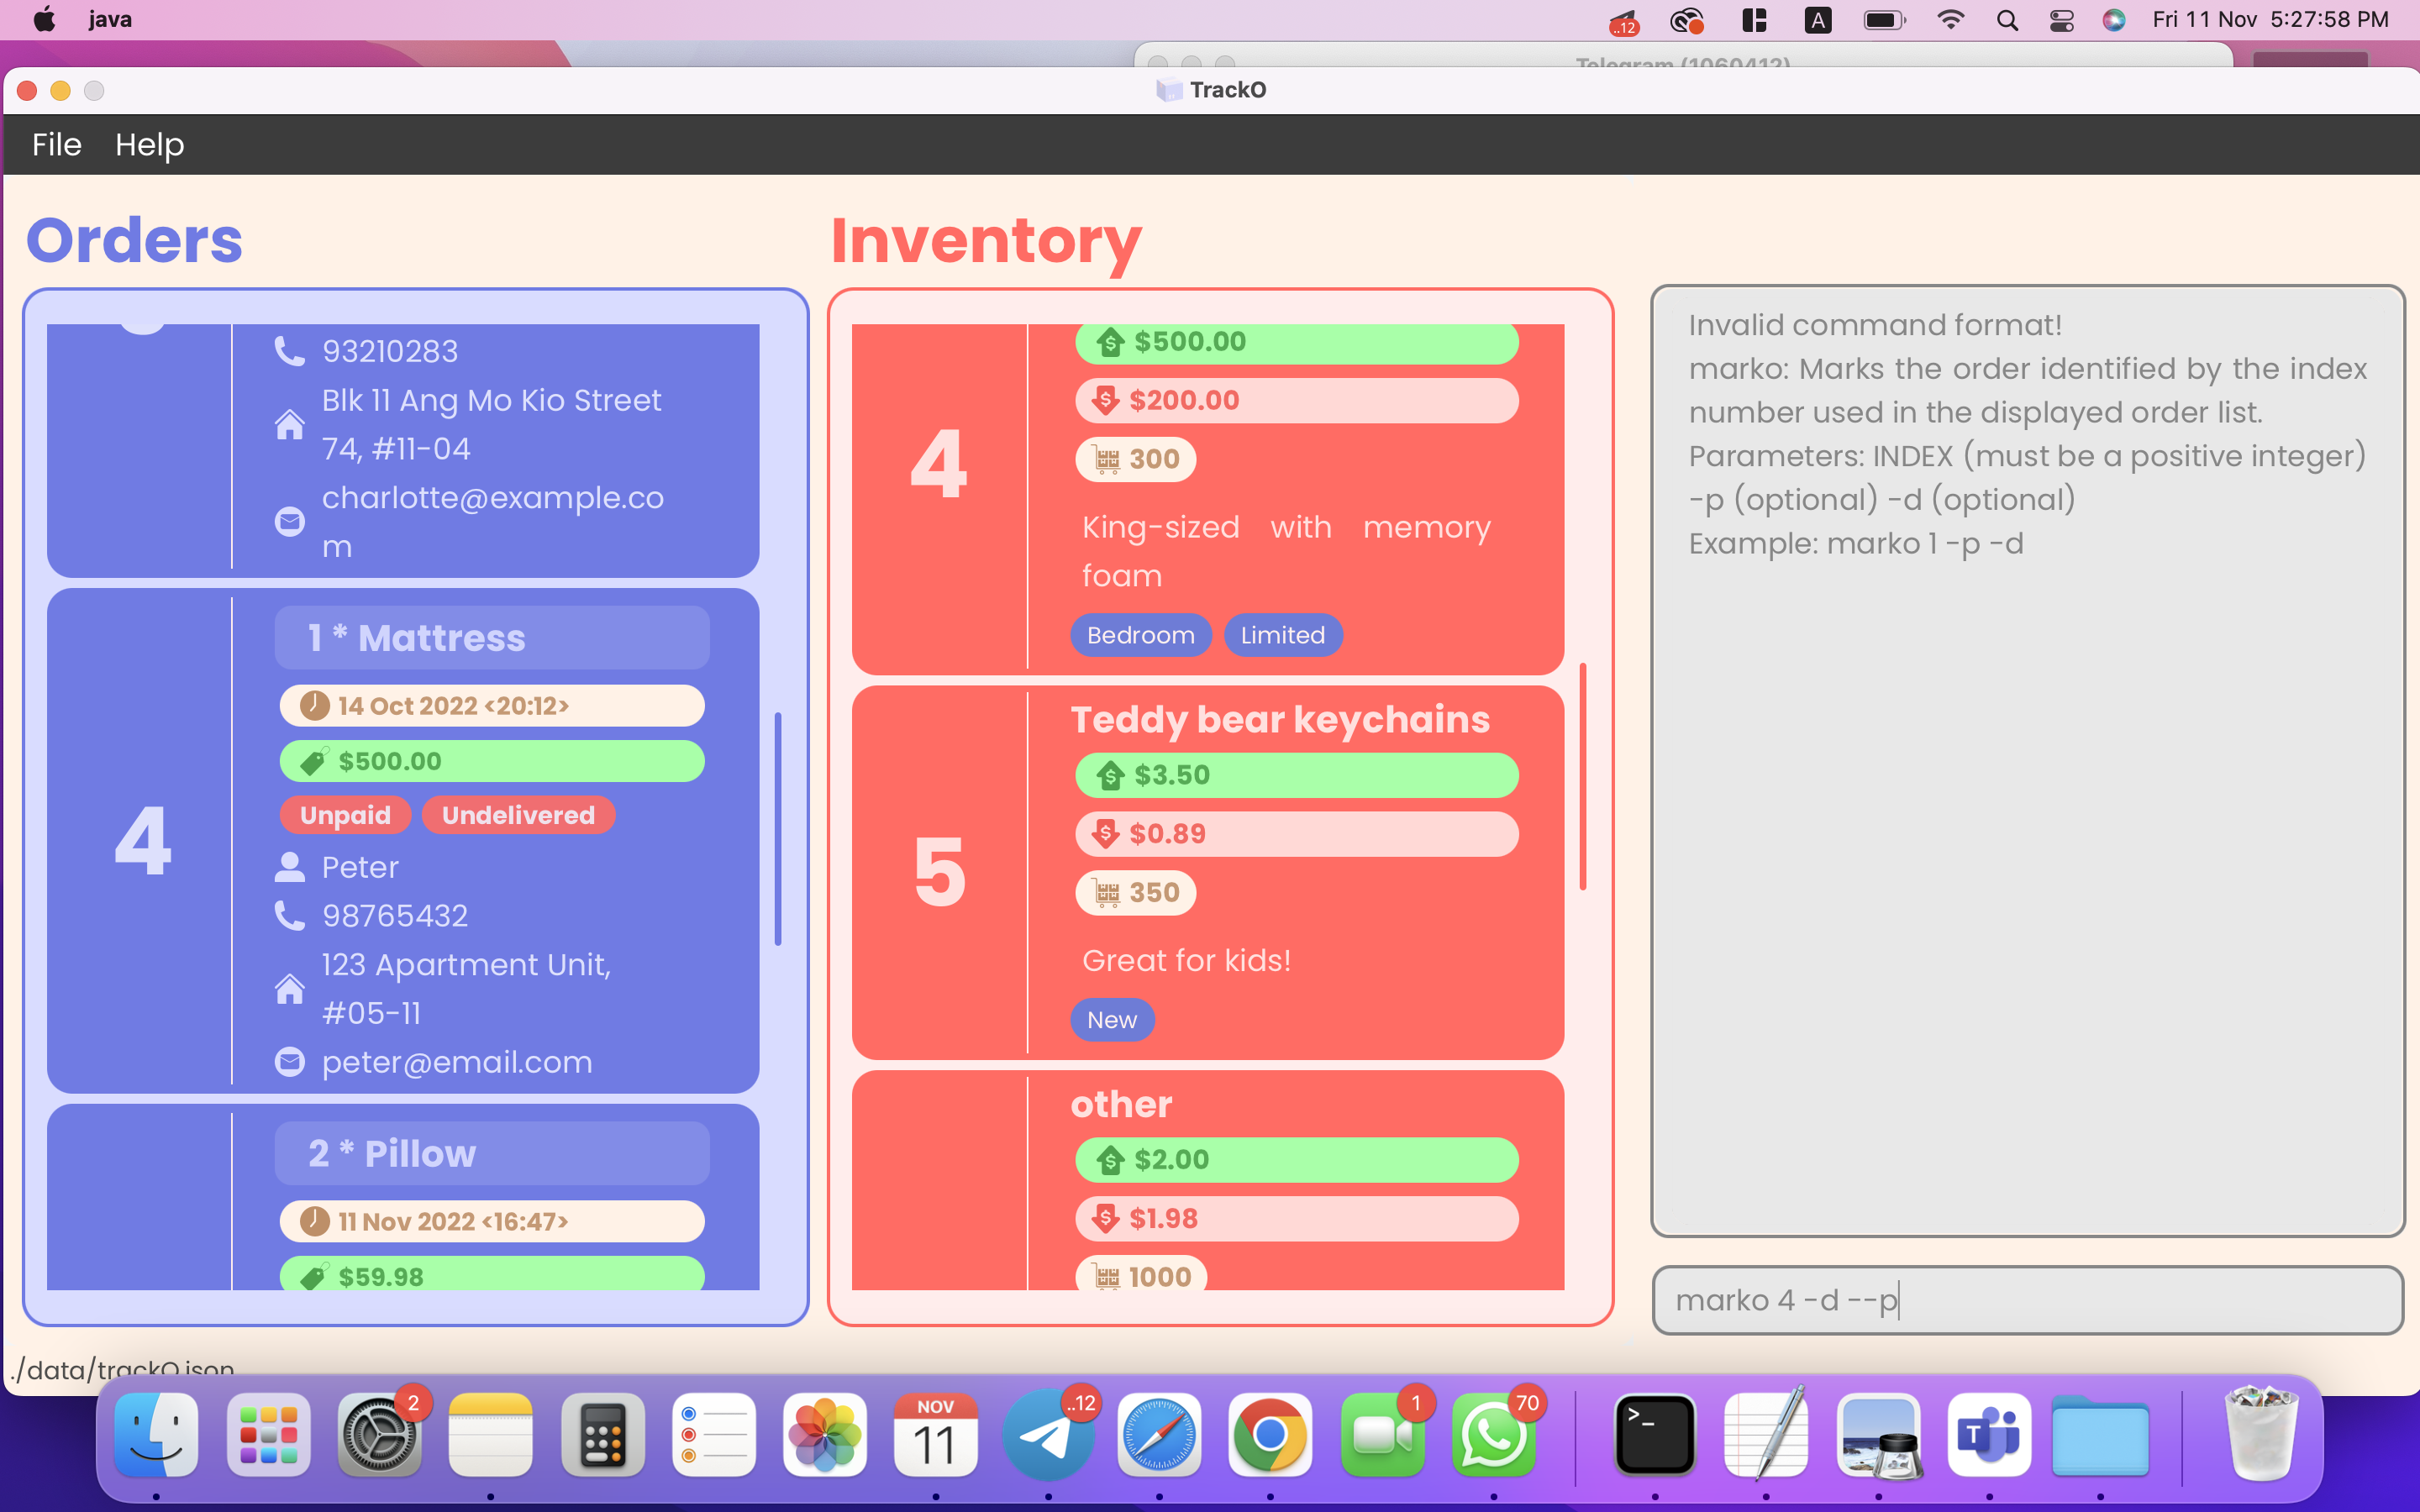 java
..12
A
Fri 11 Nov 5:27:58 PM
Telegram (1060412)
TrackO
File Help
Orders
93210283
Blk 11 Ang Mo Kio Street
74, #11-04
charlotte@example.co
m
4
1 * Mattress
14 Oct 2022 <20:12>
$500.00
Unpaid Undelivered
Peter
98765432
123 Apartment Unit,
#05-11
peter@email.com
2 * Pillow
11 Nov 2022 <16:47>
$59.98
Inventory
4
$500.00
$200.00
300
King-sized with memory
foam
Bedroom Limited
5
Teddy bear keychains
$3.50
$0.89
350
Great for kids!
New
other
$2.00
$1.98
1000
Invalid command format!
marko: Marks the order identified by the index
number used in the displayed order list.
Parameters: INDEX (must be a positive integer)
-p (optional) -d (optional)
Example: marko 1 -p -d
marko 4 -d --p
./data/trackO.json
2
NOV
11
..12
1
70
>_
T